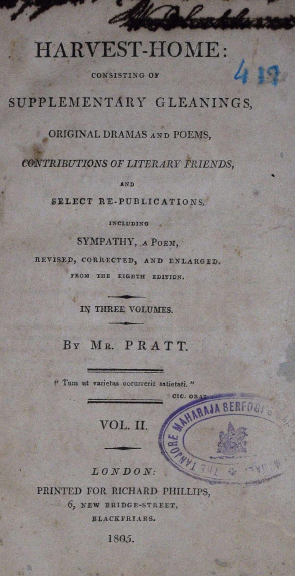 HARVEST-HOME:
437
CONSISTING OF
SUPPLEMENTARY GLEANINGS,
ORIGINAL DRAMAS AND POEMS,
CONTRIBUTIONS OF LITERARY FRIENDS,
AND
SELECT RE-PUBLICATIONS,
INCLUDING
SYMPATHY, A POEM,
REVISED, CORRECTED, AND ENLARGED,
FROM THE EIGHTH EDITION.
IN THREE VOLUMES.
BY MR. PRATT.
"Tum ut varietas occurreret satietati."
CIC. ORAT
VOL. II.
THE TANJORE MAHARAJA SERFOJI'S
LONDON:
PRINTED FOR RICHARD PHILLIPS,
6, NEW BRIDGE-STREET,
BLACKFRIARS.
1805.